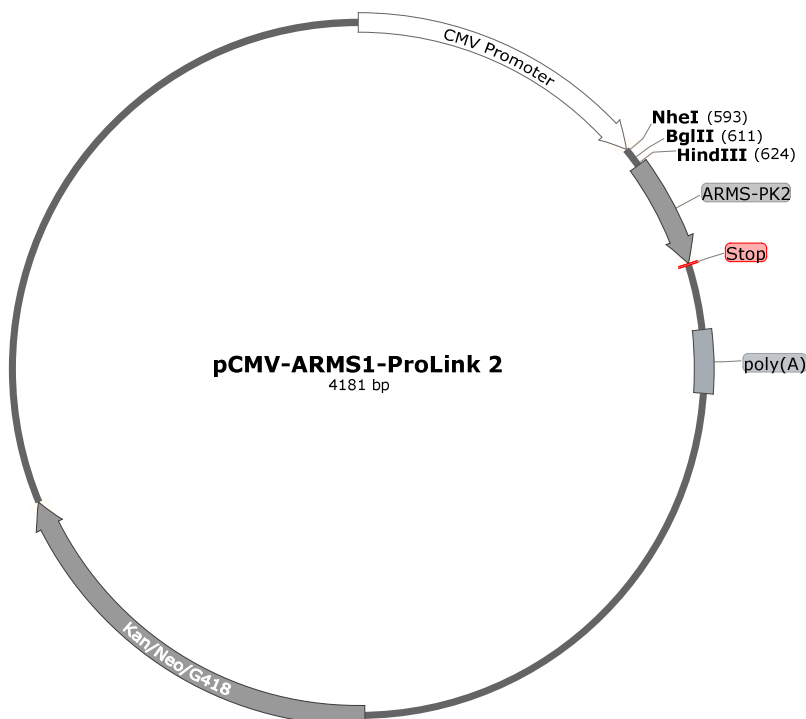 CMV Promoter
NheI (593)
BglII (611)
HindIII (624)
ARMS-PK2
Stop
pCMV-ARMS1-ProLink 2
4181 bp
poly(A)
Kan/Neo/G418